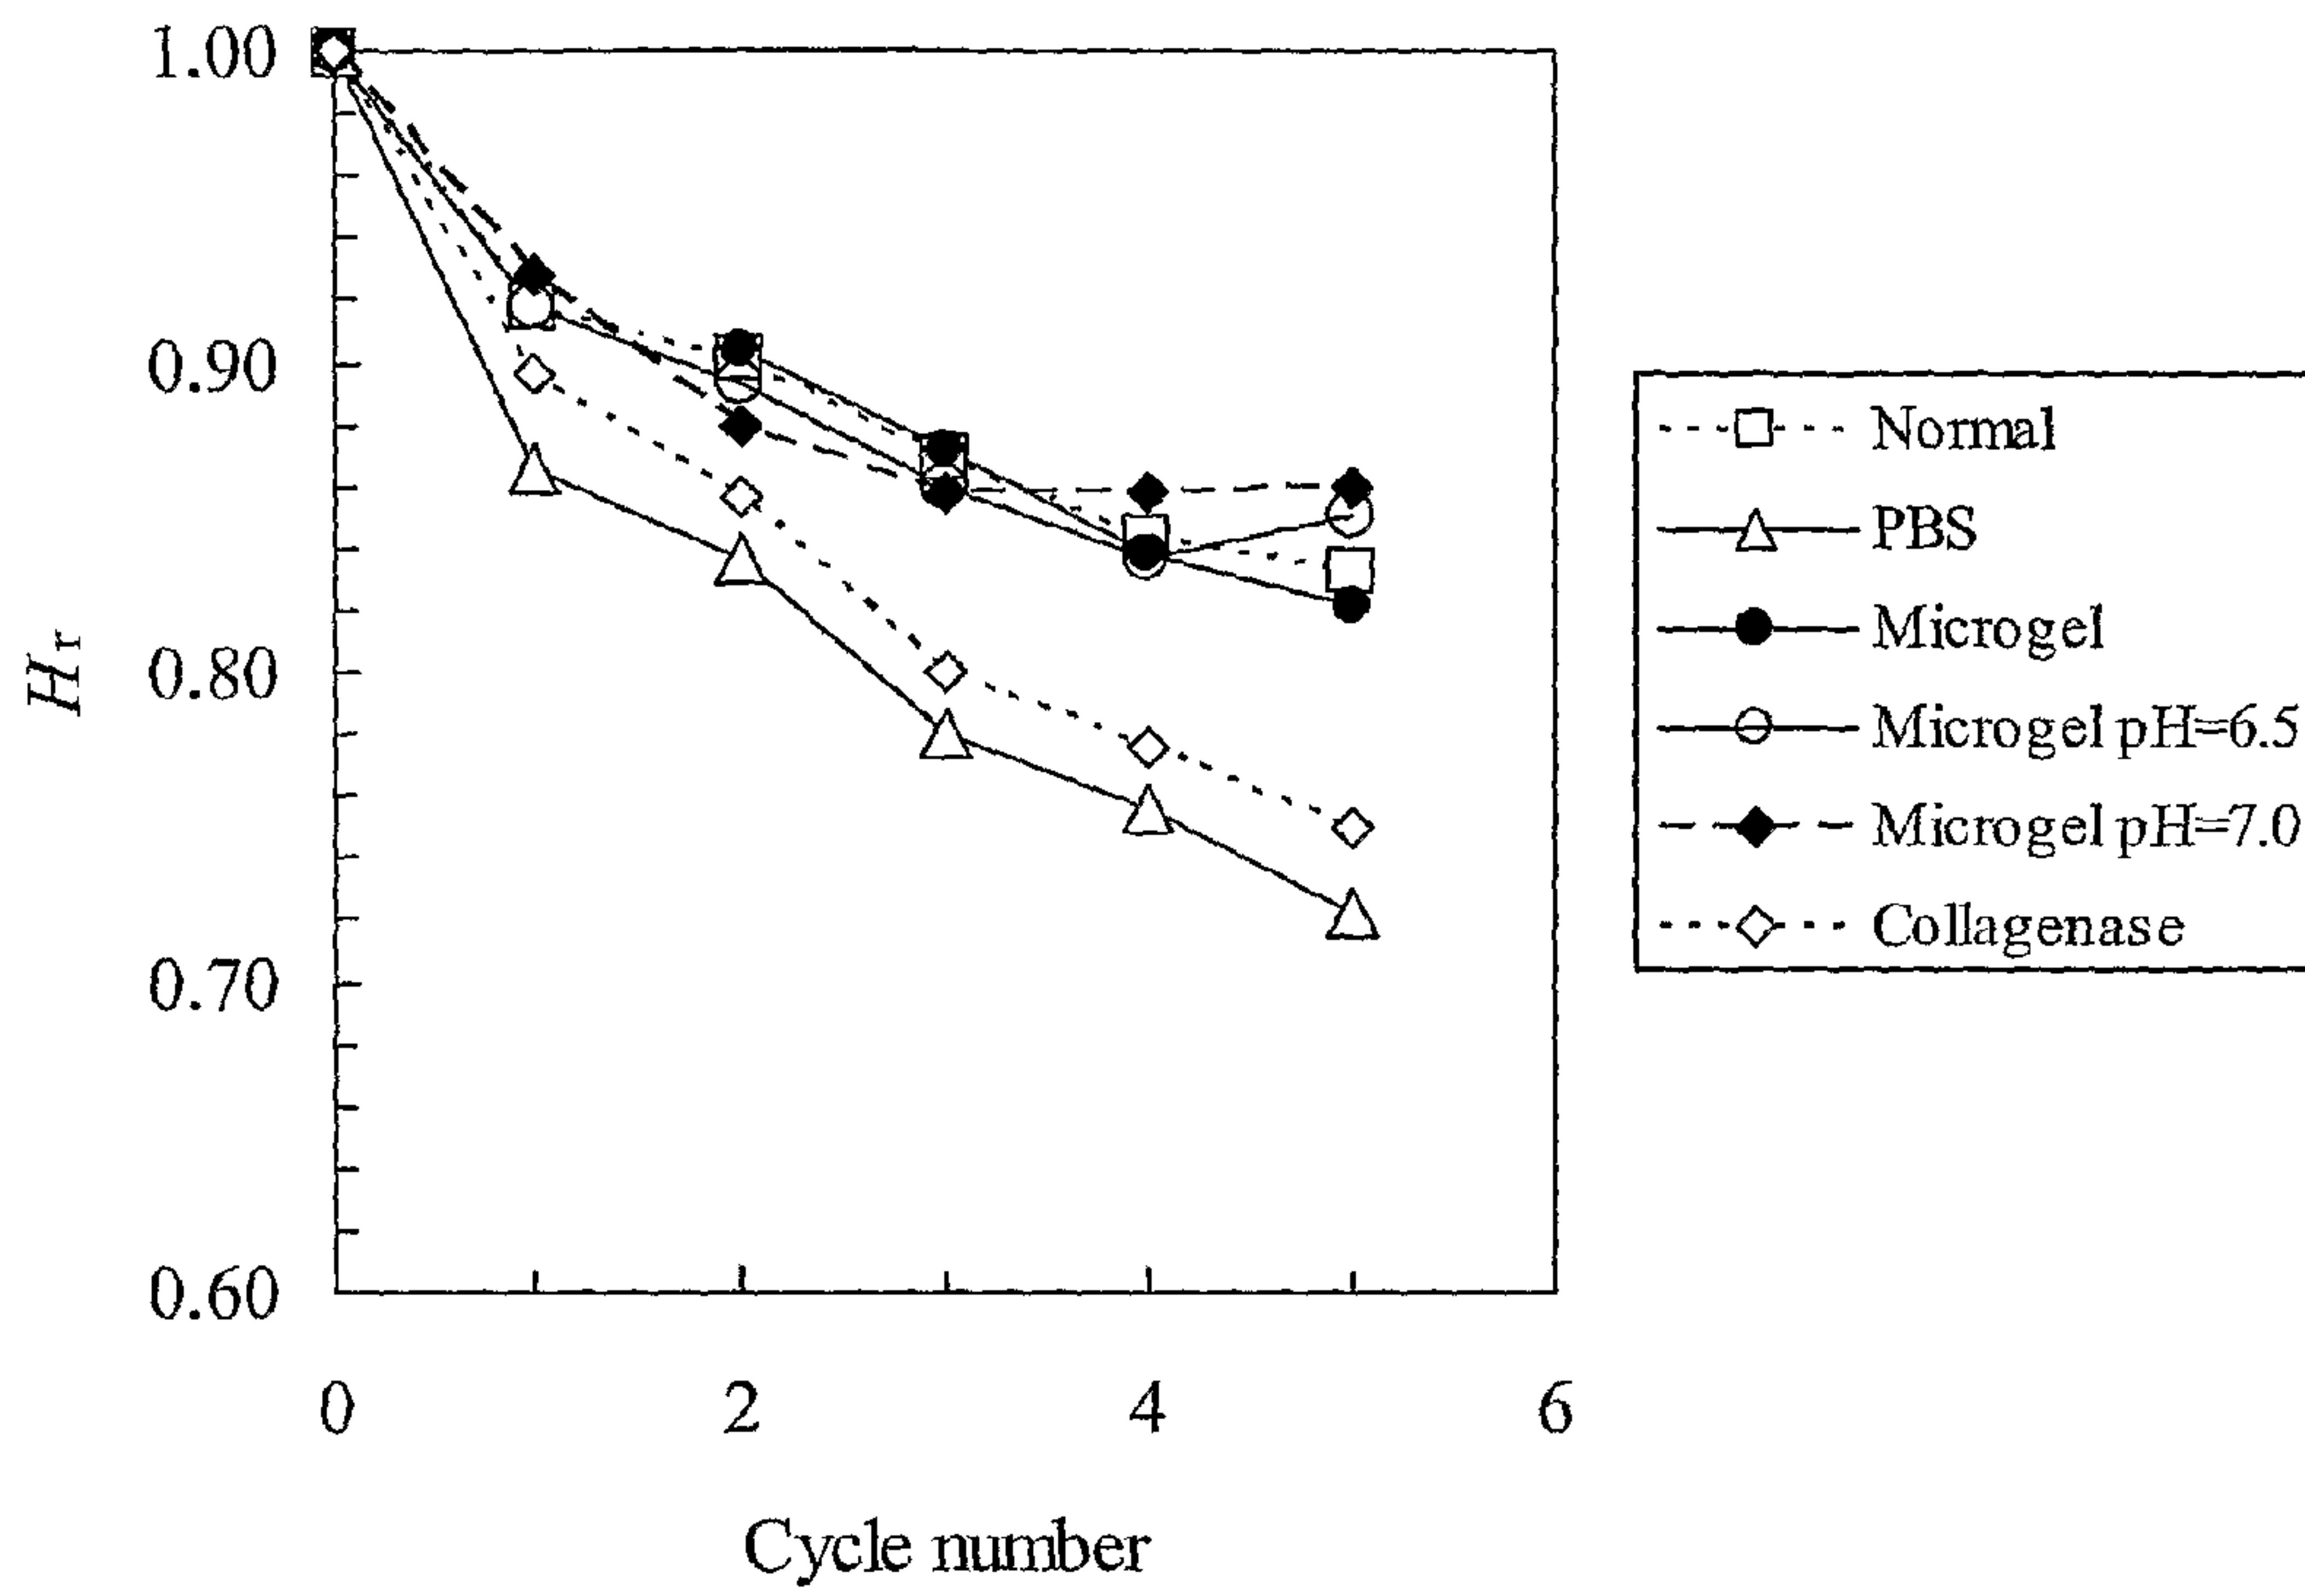 1.00
0.90
0.80
0.70
0.60
Hr
0 2 4 6
Cycle number
Normal
PBS
Microgel
Microgel pH=6.5
Microgel pH=7.0
Collagenase